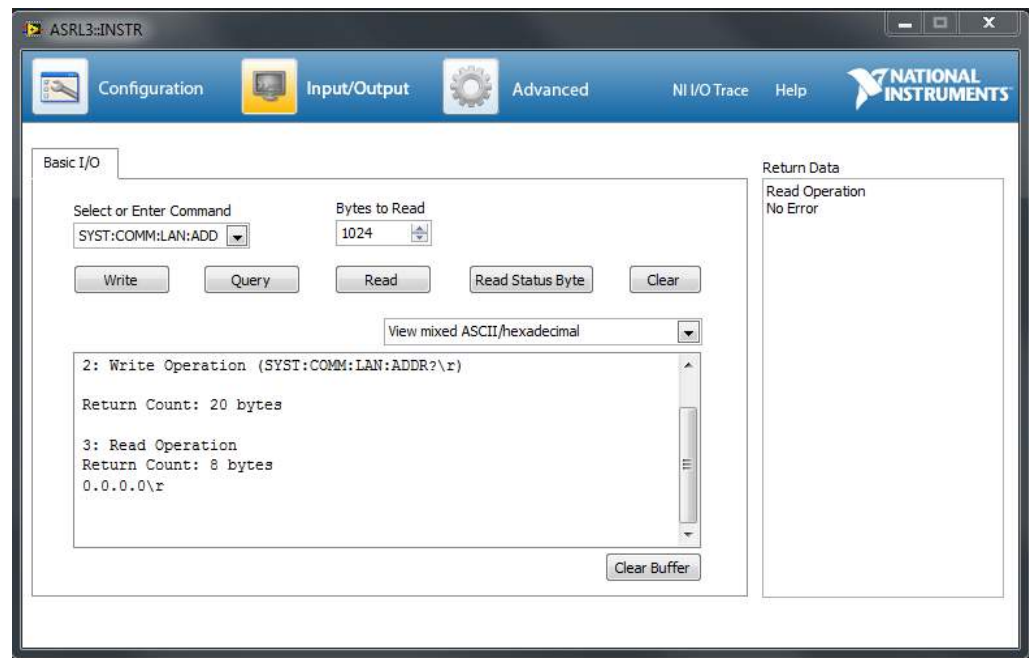 ASRL3::INSTR
Configuration
Input/Output
Advanced
NI I/O Trace
Help
NATIONAL
INSTRUMENTS
Basic I/O
Select or Enter Command
SYST:COMM:LAN:ADD
Bytes to Read
1024
Write
Query
Read
Read Status Byte
Clear
View mixed ASCII/hexadecimal
2: Write Operation (SYST:COMM:LAN:ADDR?\r)
Return Count: 20 bytes
3: Read Operation
Return Count: 8 bytes
0.0.0.0\r
Clear Buffer
Return Data
Read Operation
No Error